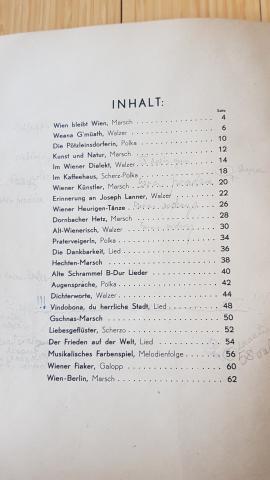 INHALT:
Seite
Wien bleibt Wien, Marsch 4
Weana G'müath, Walzer 6
Die Pötzleinsdorferin, Polka 10
Kunst und Natur, Marsch 12
Im Wiener Dialekt, Walzer 14
Im Kaffeehaus, Scherz-Polka 18
Wiener Künstler, Marsch 20
Erinnerung an Joseph Lanner, Walzer 22
Wiener Heurigen-Tänze 26
Dornbacher Hetz, Marsch 28
Alt-Wienerisch, Walzer 30
Praterveigerln, Polka 34
Die Dankbarkeit, Lied 36
Hechten-Marsch 38
Alte Schrammel B-Dur Lieder 40
Augensprache, Polka 42
Dichterworte, Walzer 44
!!! Vindobona, du herrliche Stadt, Lied 48
Gschnas-Marsch 50
Liebesgeflüster, Scherzo 52
Der Frieden auf der Welt, Lied 54
Musikalisches Farbenspiel, Melodienfolge 56
Wiener Fiaker, Galopp 60
Wien-Berlin, Marsch 62